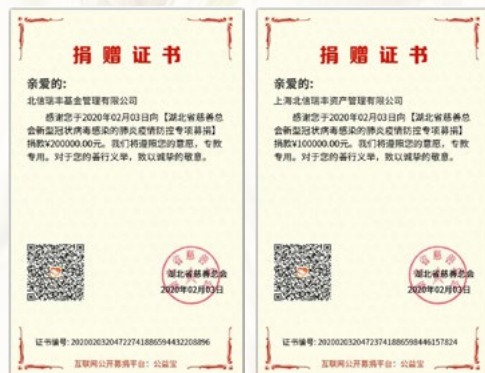 捐赠证书
亲爱的:
北信瑞丰基金管理有限公司
感谢您于2020年02月03日向【湖北省慈善总
会新型冠状病毒感染的肺炎疫情防控专项募捐】
捐款¥200000.00元。我们将遵照您的意愿，专款
专用。对于您的善行义举，致以诚挚的敬意。
湖北省慈善总会
2020年02月03日
证书编号: 2020020320472274188659443220889​6
互联网公开募捐平台：公益宝
捐赠证书
亲爱的:
上海北信瑞丰资产管理有限公司
感谢您于2020年02月03日向【湖北省慈善总
会新型冠状病毒感染的肺炎疫情防控专项募捐】
捐款¥100000.00元。我们将遵照您的意愿，专款
专用。对于您的善行义举，致以诚挚的敬意。
湖北省慈善总会
2020年02月03日
证书编号: 20200203204723741886598446157824
互联网公开募捐平台：公益宝